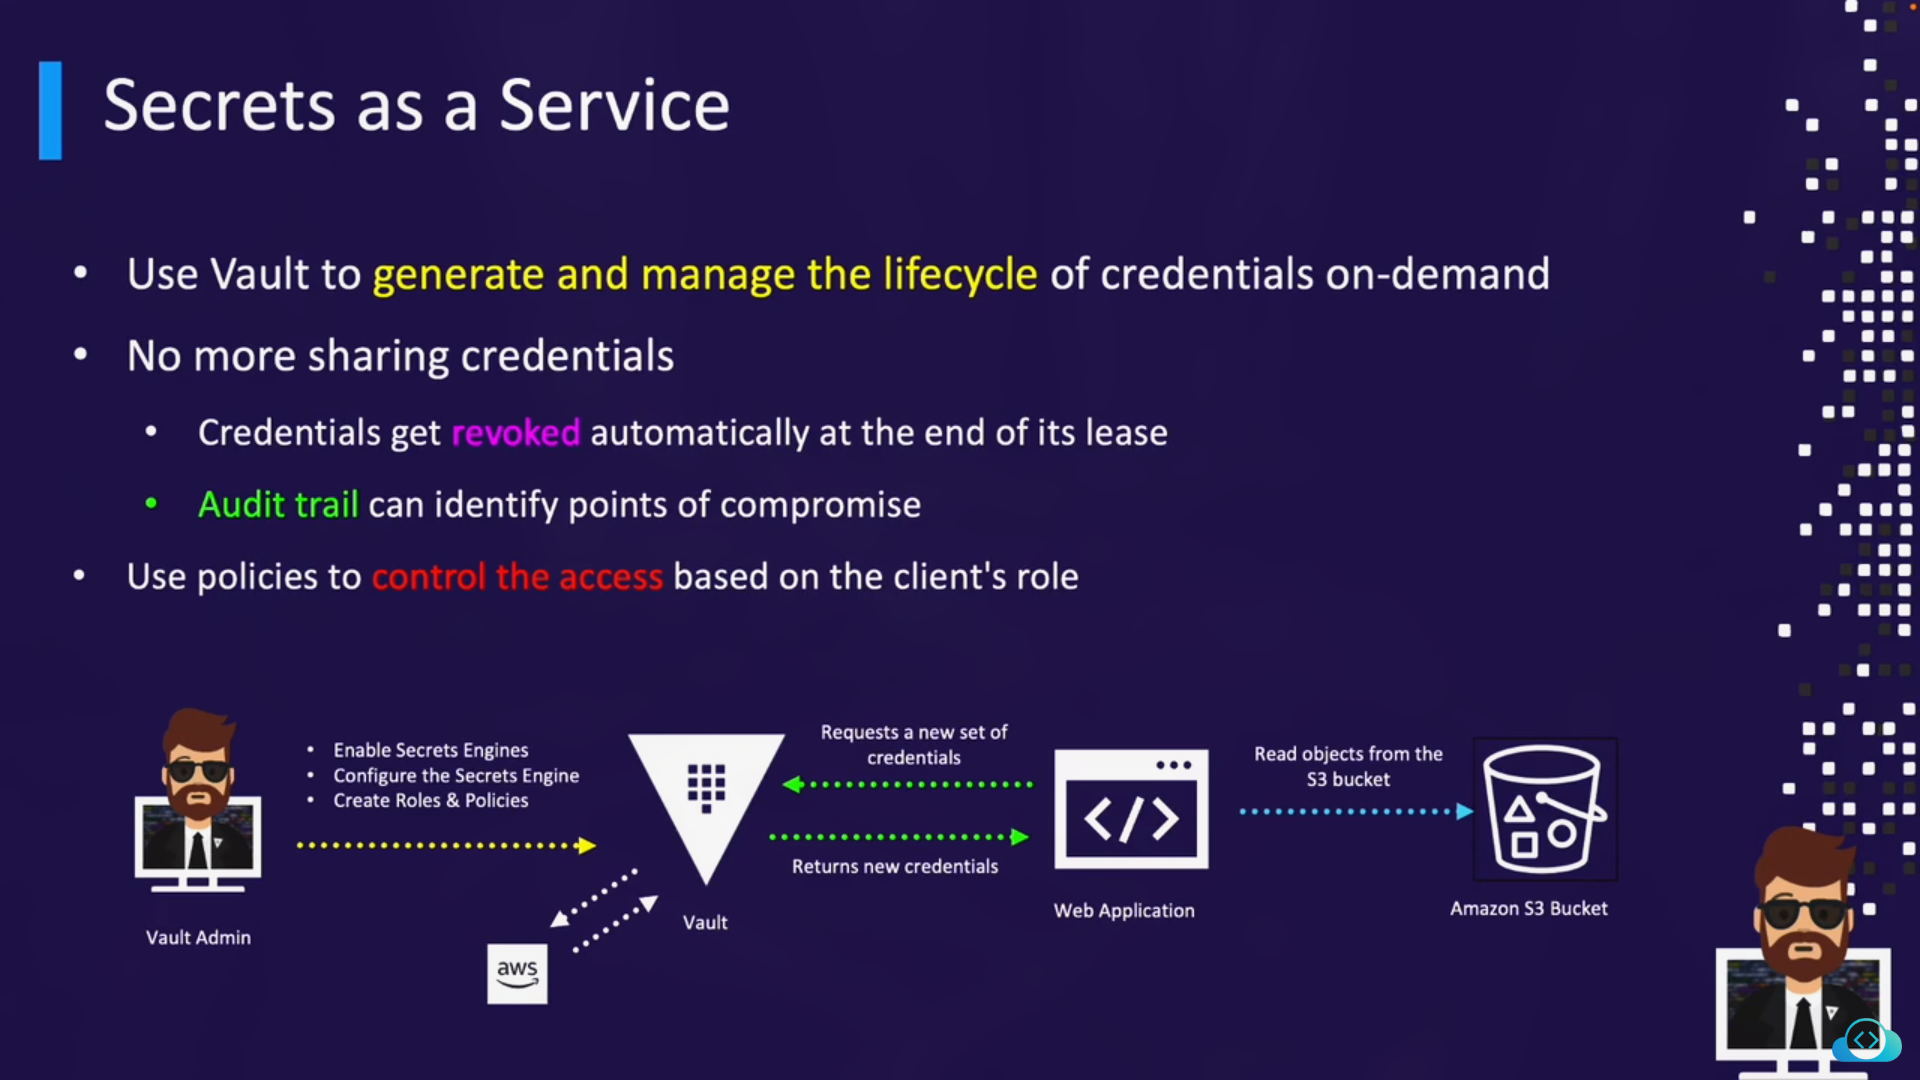 Secrets as a Service
• Use Vault to generate and manage the lifecycle of credentials on-demand
• No more sharing credentials
• Credentials get revoked automatically at the end of its lease
• Audit trail can identify points of compromise
• Use policies to control the access based on the client's role
• Enable Secrets Engines
• Configure the Secrets Engine
• Create Roles & Policies
Vault Admin
aws
Vault
Requests a new set of
credentials
Returns new credentials
</>
Web Application
Read objects from the
S3 bucket
Amazon S3 Bucket